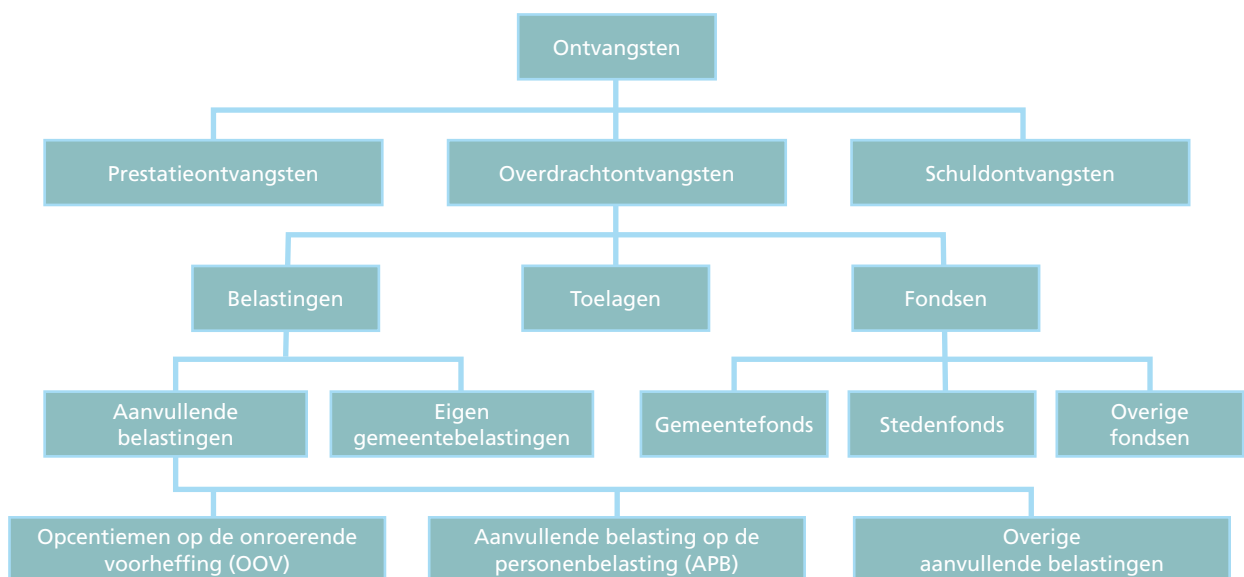 Ontvangsten
Prestatieontvangsten
Overdrachtontvangsten
Schuldontvangsten
Belastingen
Toelagen
Fondsen
Aanvullende
belastingen
Eigen
gemeentebelastingen
Gemeentefonds
Stedenfonds
Overige
fondsen
Opcentiemen op de onroerende
voorheffing (OOV)
Aanvullende belasting op de
personenbelasting (APB)
Overige
aanvullende belastingen